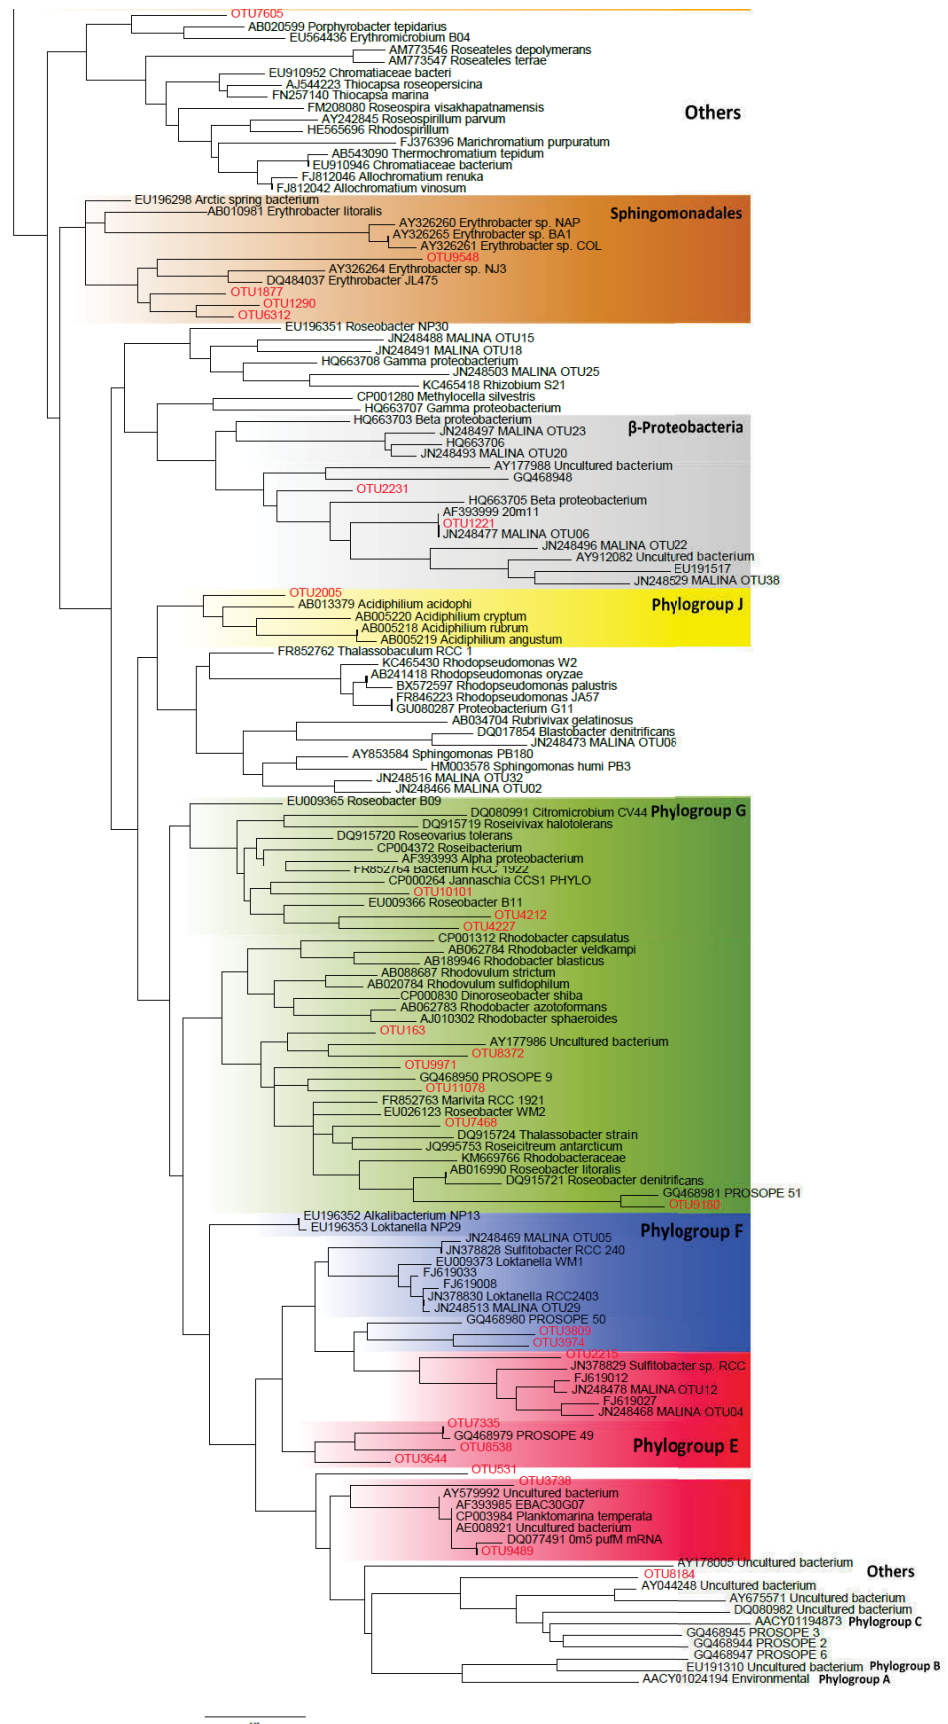 OTU7605
AB020599 Porphyrobacter tepidarius
EU564436 Erythromicrobium B04
AM773546 Roseateles depolymerans
AM773547 Roseateles terrae
EU910952 Chromatiaceae bacteri
AJ544223 Thiocapsa roseopersicina
FN257140 Thiocapsa marina
FM208080 Roseospira visakhapatnamensis
Others
AY242845 Roseospirillum parvum
HE565696 Rhodospirillum
FJ376396 Marichromatium purpuratum
AB543090 Thermochromatium tepidum
EU910946 Chromatiaceae bacterium
FJ812046 Allochromatium renuka
FJ812042 Allochromatium vinosum
EU196298 Arctic spring bacterium
AB010981 Erythrobacter litoralis
Sphingomonadales
AY326260 Erythrobacter sp. NAP
AY326265 Erythrobacter sp. BA1
AY326261 Erythrobacter sp. COL
OTU9548
AY326264 Erythrobacter sp. NJ3
DQ484037 Erythrobacter JL475
OTU1877
OTU1290
OTU6312
EU196351 Roseobacter NP30
JN248488 MALINA OTU15
JN248491 MALINA OTU18
HQ663708 Gamma proteobacterium
JN248503 MALINA OTU25
KC465418 Rhizobium S21
CP001280 Methylocella silvestris
HQ663707 Gamma proteobacterium
HQ663703 Beta proteobacterium
β-Proteobacteria
JN248497 MALINA OTU23
HQ663706
JN248493 MALINA OTU20
AY177988 Uncultured bacterium
GQ468948
OTU2231
HQ663705 Beta proteobacterium
AF393999 20m11
OTU1221
JN248477 MALINA OTU06
JN248496 MALINA OTU22
AY912082 Uncultured bacterium
EU191517
JN248529 MALINA OTU38
OTU2005
AB013379 Acidiphilium acidophi
Phylogroup J
AB005220 Acidiphilium cryptum
AB005218 Acidiphilium rubrum
AB005219 Acidiphilium angustum
FR852762 Thalassobaculum RCC 1
KC465430 Rhodopseudomonas W2
AB241418 Rhodopseudomonas oryzae
BX572597 Rhodopseudomonas palustris
FR846223 Rhodopseudomonas JA57
GU080287 Proteobacterium G11
AB034704 Rubrivivax gelatinosus
DQ017854 Blastobacter denitrificans
JN248473 MALINA OTU08
AY853584 Sphingomonas PB180
HM003578 Sphingomonas humi PB3
JN248516 MALINA OTU32
JN248466 MALINA OTU02
EU009365 Roseobacter B09
DQ080991 Citromicrobium CV44
Phylogroup G
DQ915719 Roseivivax halotolerans
DQ915720 Roseovarius tolerans
CP004372 Roseibacterium
AF393993 Alpha proteobacterium
FR852764 Bacterium RCC 1922
CP000264 Jannaschia CCS1 PHYLO
OTU10101
EU009366 Roseobacter B11
OTU4212
OTU4227
CP001312 Rhodobacter capsulatus
AB062784 Rhodobacter veldkampi
AB189946 Rhodobacter blasticus
AB088687 Rhodovulum strictum
AB020784 Rhodovulum sulfidophilum
CP000830 Dinoroseobacter shiba
AB062783 Rhodobacter azotoformans
AJ010302 Rhodobacter sphaeroides
OTU163
AY177986 Uncultured bacterium
OTU8372
OTU9971
GQ468950 PROSOPE 9
OTU11078
FR852763 Marivita RCC 1921
EU026123 Roseobacter WM2
OTU7468
DQ915724 Thalassobacter strain
JQ995753 Roseicitreum antarcticum
KM669766 Rhodobacteraceae
AB016990 Roseobacter litoralis
DQ915721 Roseobacter denitrificans
GQ468981 PROSOPE 51
OTU9160
EU196352 Alkalibacterium NP13
EU196353 Loktanella NP29
Phylogroup F
JN248469 MALINA OTU05
JN378828 Sulfitobacter RCC 240
EU009373 Loktanella WM1
FJ619033
FJ619008
JN378830 Loktanella RCC2403
JN248513 MALINA OTU29
GQ468980 PROSOPE 50
OTU3809
OTU3974
OTU2215
JN378829 Sulfitobacter sp. RCC
FJ619012
JN248478 MALINA OTU12
FJ619027
JN248468 MALINA OTU04
OTU7335
GQ468979 PROSOPE 49
Phylogroup E
OTU8538
OTU3644
OTU531
OTU3738
AY579992 Uncultured bacterium
AF393985 EBAC30G07
CP003984 Planktomarina temperata
AE008921 Uncultured bacterium
DQ077491 0m5 pufM mRNA
OTU9489
AY178005 Uncultured bacterium
Others
OTU8184
AY044248 Uncultured bacterium
AY675571 Uncultured bacterium
DQ080982 Uncultured bacterium
AACY01194873 Phylogroup C
GQ468945 PROSOPE 3
GQ468944 PROSOPE 2
GQ468947 PROSOPE 6
EU191310 Uncultured bacterium Phylogroup B
AACY01024194 Environmental Phylogroup A